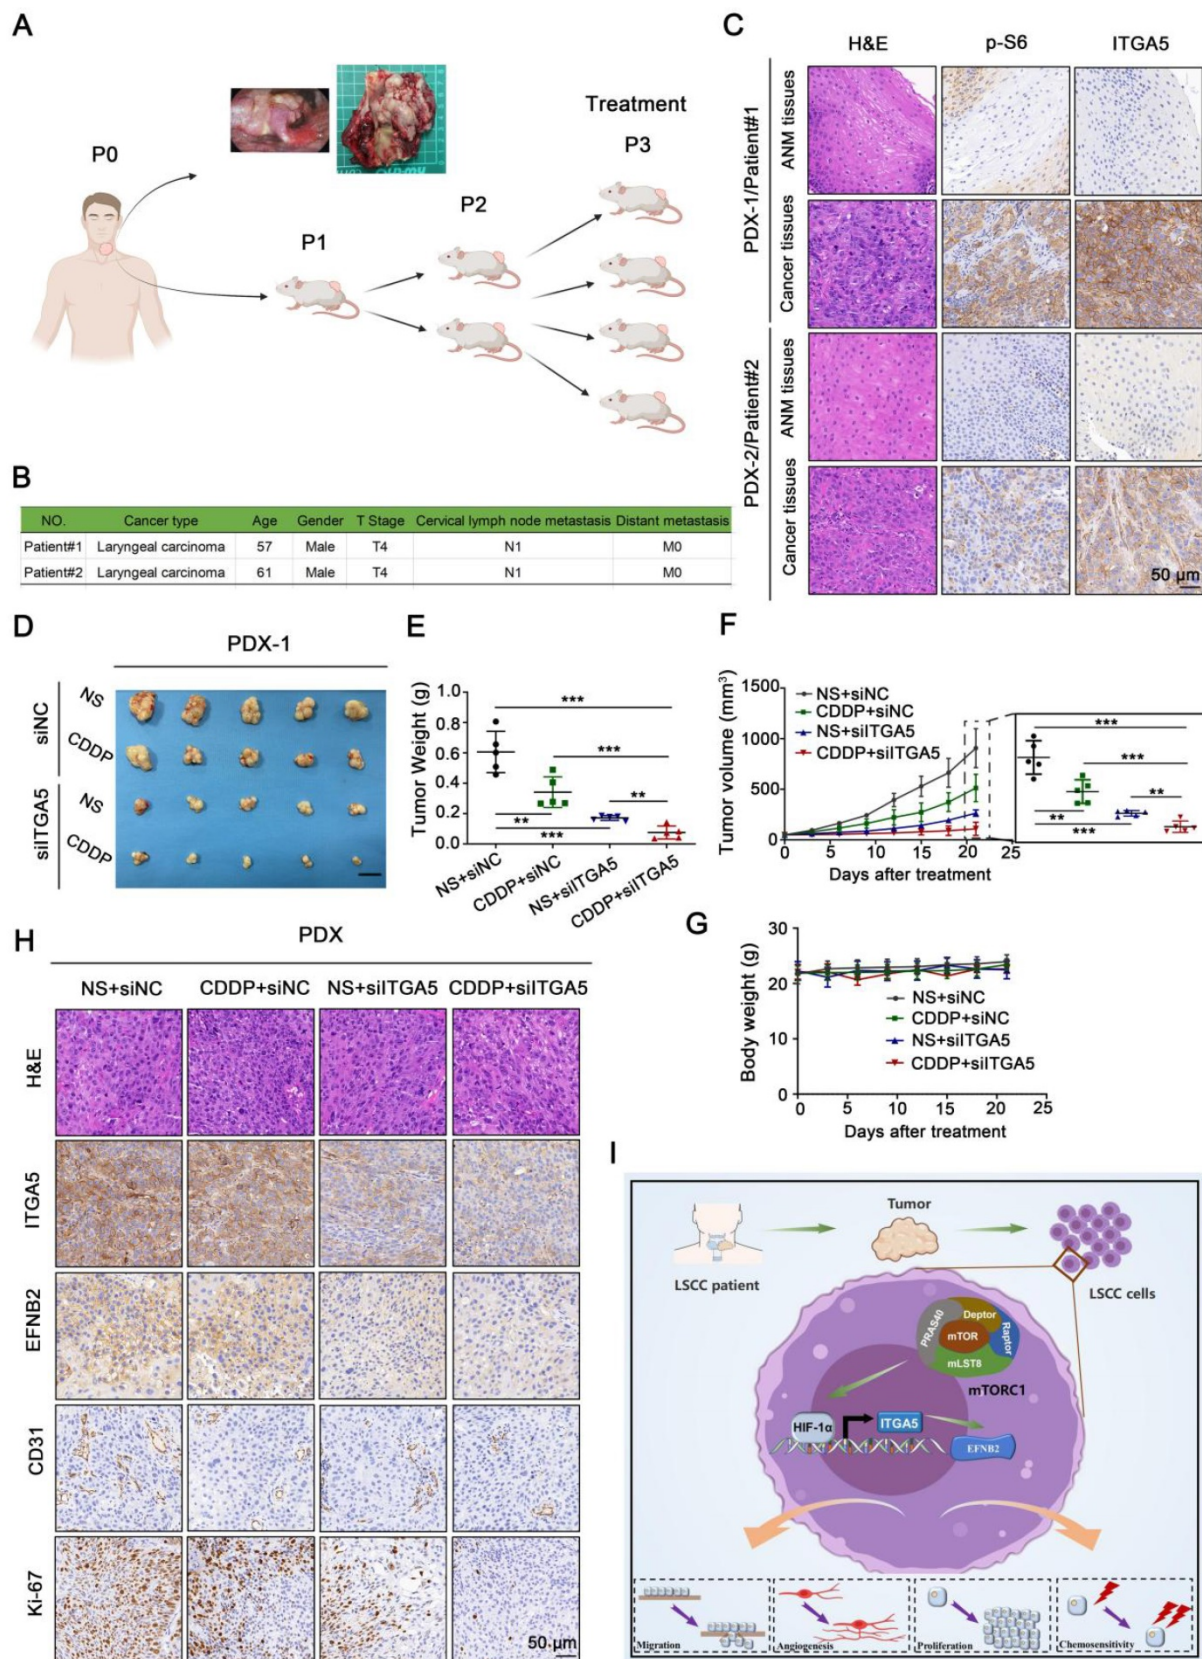 A
P0
P1
P2
Treatment
P3
B
NO. Cancer type Age Gender T Stage Cervical lymph node metastasis Distant metastasis
Patient#1 Laryngeal carcinoma 57 Male T4 N1 M0
Patient#2 Laryngeal carcinoma 61 Male T4 N1 M0
C
H&E p-S6 ITGA5
PDX-1/Patient#1
ANM tissues
Cancer tissues
PDX-2/Patient#2
ANM tissues
Cancer tissues
50 μm
D
PDX-1
siNC
NS
CDDP
siITGA5
NS
CDDP
E
Tumor Weight (g)
1.0
0.8
0.6
0.4
0.2
0.0
***
***
**
**
***
NS+siNC
CDDP+siNC
NS+siITGA5
CDDP+siITGA5
F
Tumor volume (mm³)
1500
1000
500
0
NS+siNC
CDDP+siNC
NS+siITGA5
CDDP+siITGA5
0 5 10 15 20 25
Days after treatment
***
***
**
**
***
G
Body weight (g)
30
20
10
0
NS+siNC
CDDP+siNC
NS+siITGA5
CDDP+siITGA5
0 5 10 15 20 25
Days after treatment
H
PDX
NS+siNC CDDP+siNC NS+siITGA5 CDDP+siITGA5
H&E
ITGA5
EFNB2
CD31
Ki-67
50 μm
I
LSCC patient
Tumor
LSCC cells
PRAS40
Deptor
mTOR
Raptor
mLST8
mTORC1
HIF-1α
ITGA5
EFNB2
Migration
Angiogenesis
Proliferation
Chemosensitivity